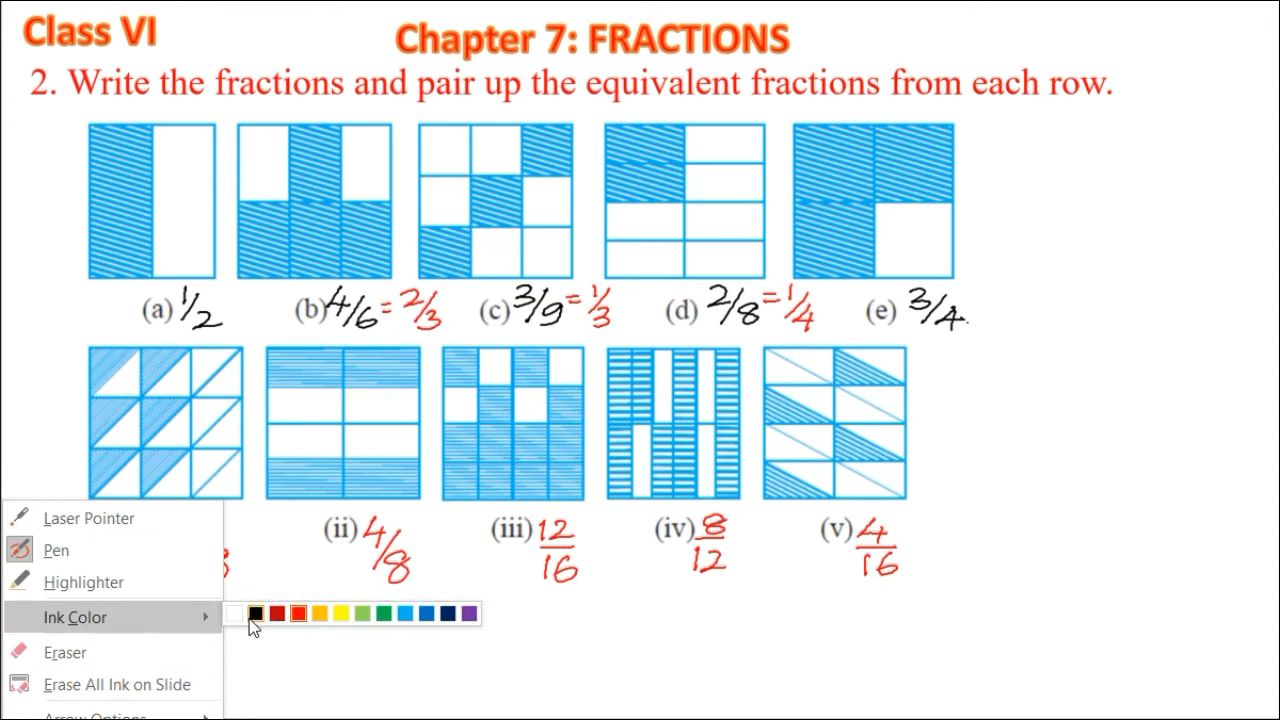 Class VI
Chapter 7: FRACTIONS
2. Write the fractions and pair up the equivalent fractions from each row.
(a) 1/2 (b) 4/6 = 2/3 (c) 3/9 = 1/3 (d) 2/8 = 1/4 (e) 3/4
(ii) 4/8 (iii) 12/16 (iv) 8/12 (v) 4/16
Laser Pointer
Pen
Highlighter
Ink Color
Eraser
Erase All Ink on Slide
Arrow Options